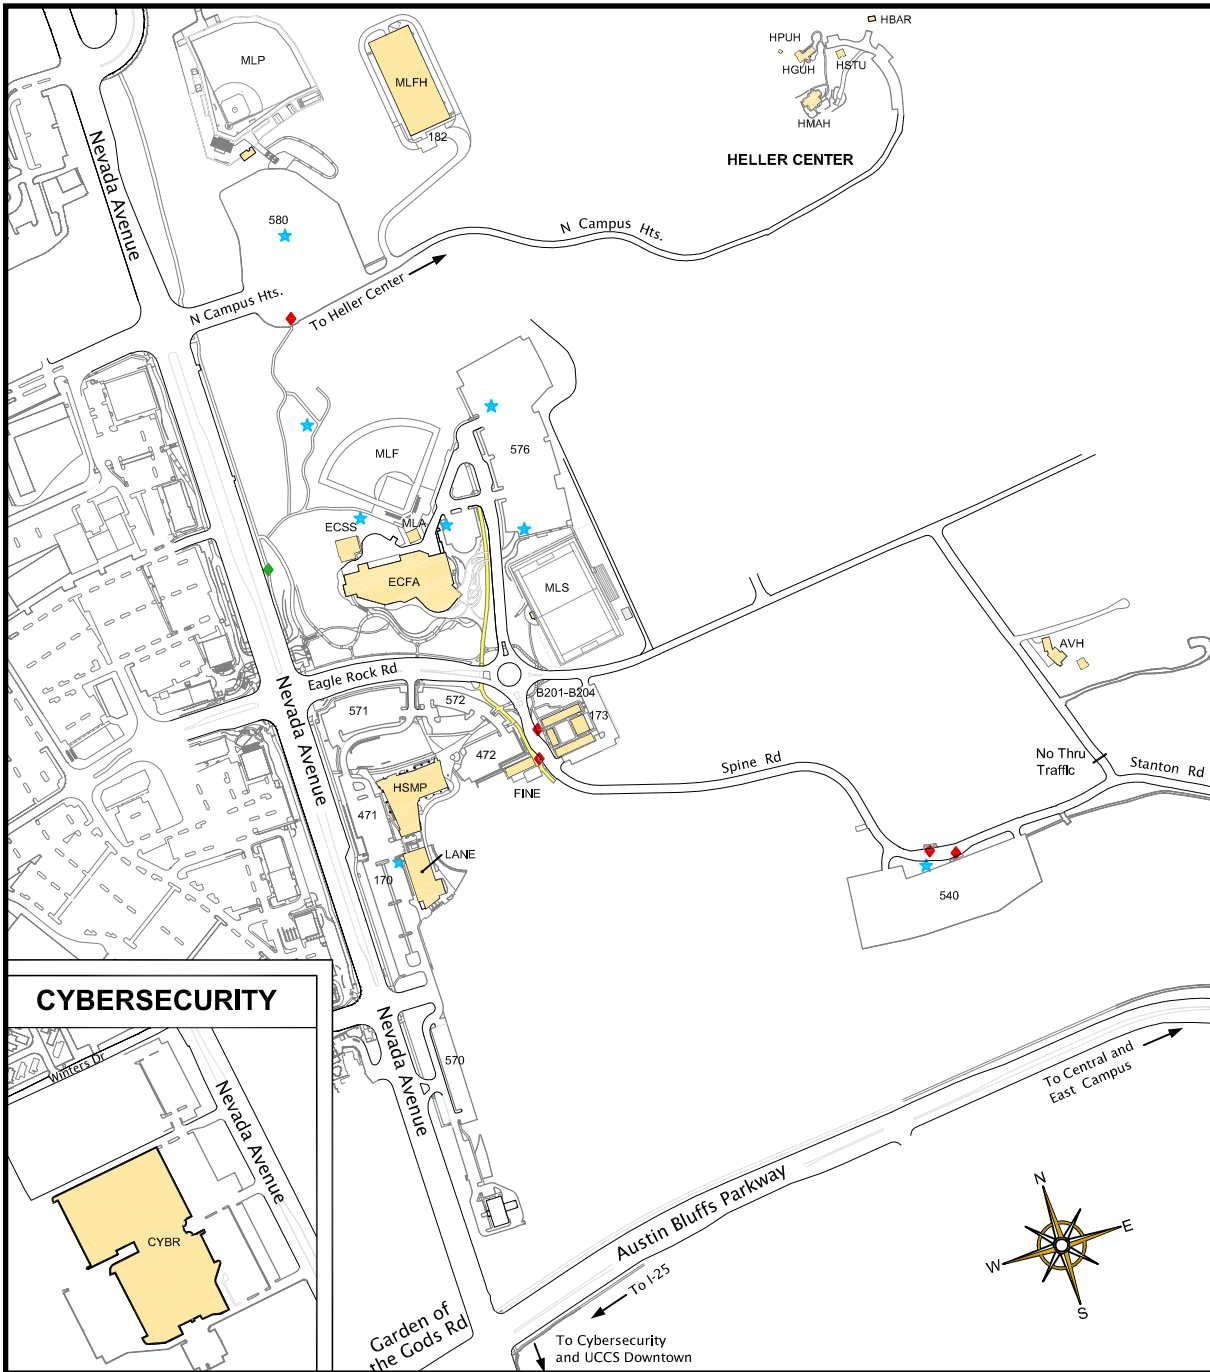 HBAR
HPUH
HGUH
HSTU
HMAH
HELLER CENTER
MLP
MLFH
182
Nevada Avenue
580
N Campus Hts.
N Campus Hts.
To Heller Center
MLF
576
ECSS
MLA
ECFA
MLS
Eagle Rock Rd
B201-B204
173
571
572
472
Nevada Avenue
HSMP
FINE
471
LANE
170
Spine Rd
AVH
No Thru
Traffic
Stanton Rd
540
CYBERSECURITY
Winters Dr
Nevada Avenue
CYBR
Nevada Avenue
570
To Central and
East Campus
Austin Bluffs Parkway
To I-25
Garden of
the Gods Rd
To Cybersecurity
and UCCS Downtown
N
E
W
S